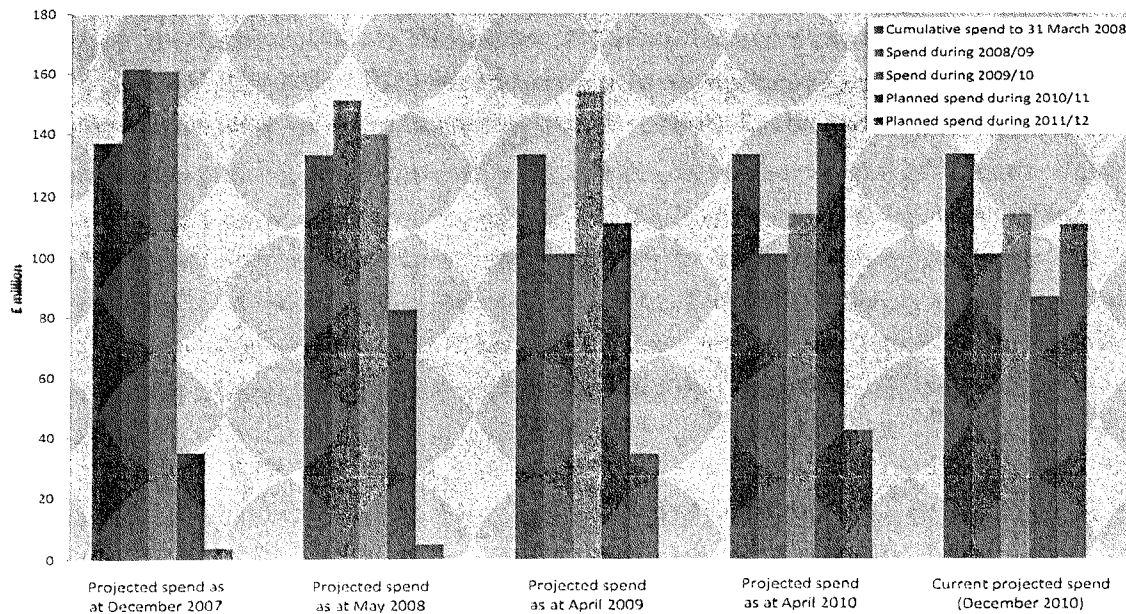 180
160
140
120
100
80
60
40
20
0
£ million
Cumulative spend to 31 March 2008
Spend during 2008/09
Spend during 2009/10
Planned spend during 2010/11
Planned spend during 2011/12
Projected spend as
at December 2007
Projected spend
as at May 2008
Projected spend
as at April 2009
Projected spend
as at April 2010
Current projected spend
(December 2010)